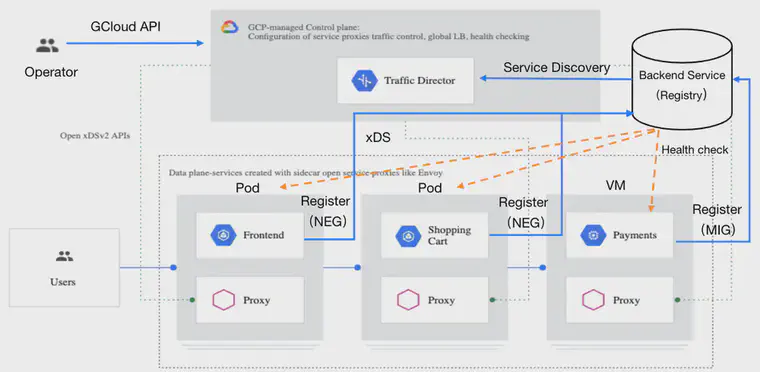 GCloud API
Operator
GCP-managed Control plane:
Configuration of service proxies traffic control, global LB, health checking
Traffic Director
Service Discovery
Backend Service
（Registry）
Open xDSv2 APIs
xDS
Health check
Data plane-services created with sidecar open service-proxies like Envoy
Pod
Pod
VM
Register
（NEG）
Register
（NEG）
Register
（MIG）
Frontend
Shopping
Cart
Payments
Users
Proxy
Proxy
Proxy